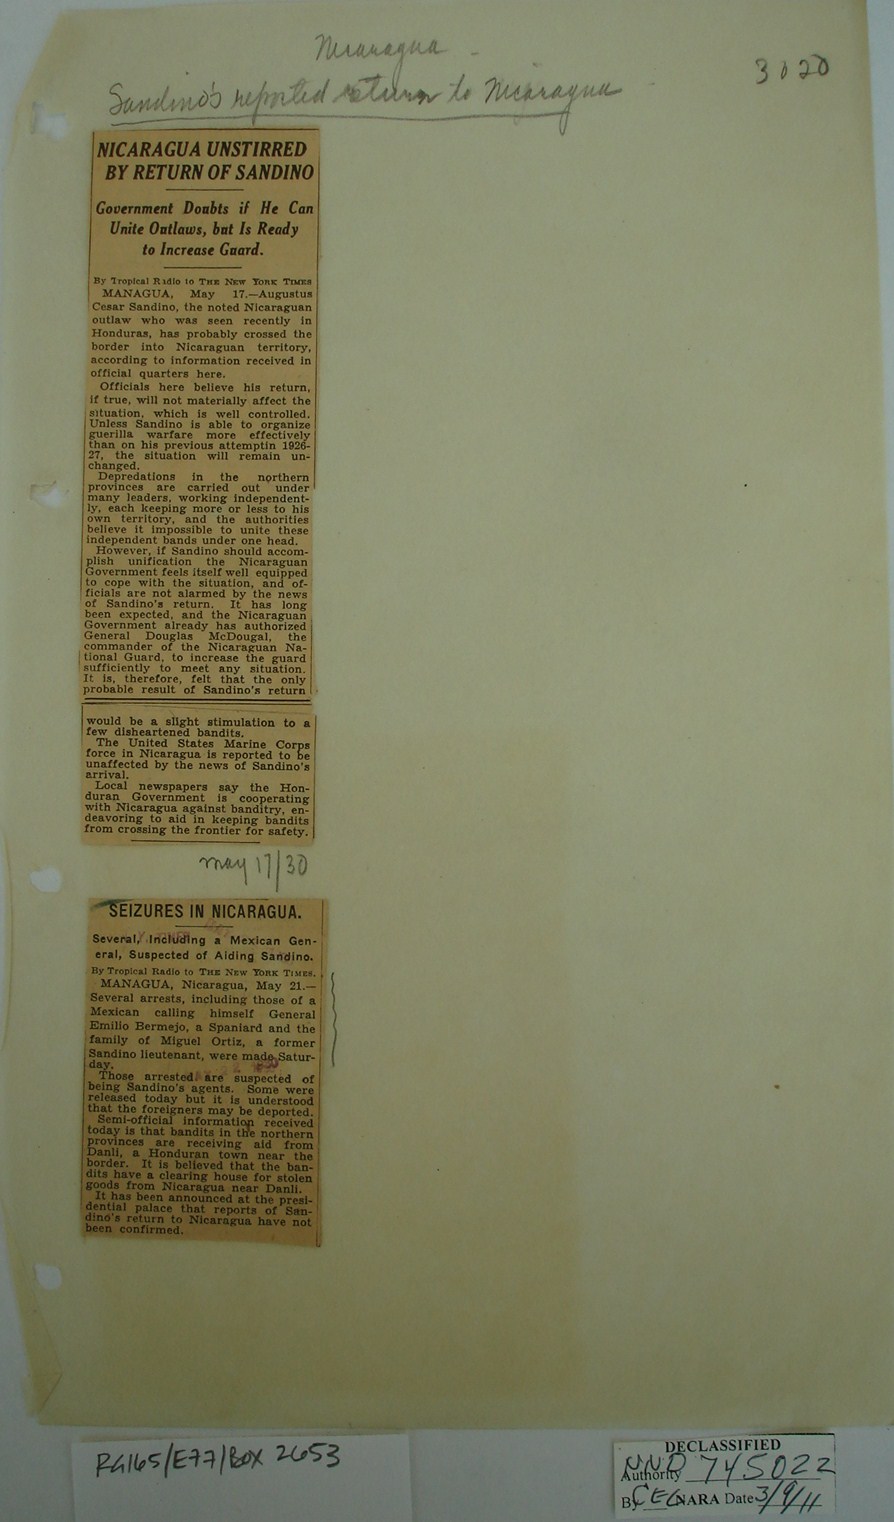 Nicaragua -
3020
Sandino's reported return to Nicaragua
NICARAGUA UNSTIRRED
BY RETURN OF SANDINO
Government Doubts if He Can
Unite Outlaws, but Is Ready
to Increase Guard.
By Tropical Radio to THE NEW YORK TIMES
MANAGUA, May 17.—Augustus
Cesar Sandino, the noted Nicaraguan
outlaw who was seen recently in
Honduras, has probably crossed the
border into Nicaraguan territory,
according to information received in
official quarters here.
Officials here believe his return,
if true, will not materially affect the
situation, which is well controlled.
Unless Sandino is able to organize
guerilla warfare more effectively
than on his previous attemptin 1926-
27, the situation will remain un-
changed.
Depredations in the northern
provinces are carried out under
many leaders, working independent-
ly, each keeping more or less to his
own territory, and the authorities
believe it impossible to unite these
independent bands under one head.
However, if Sandino should accom-
plish unification the Nicaraguan
Government feels itself well equipped
to cope with the situation, and of-
ficials are not alarmed by the news
of Sandino's return. It has long
been expected, and the Nicaraguan
Government already has authorized
General Douglas McDougal, the
commander of the Nicaraguan Na-
tional Guard, to increase the guard
sufficiently to meet any situation.
It is, therefore, felt that the only
probable result of Sandino's return
would be a slight stimulation to a
few disheartened bandits.
The United States Marine Corps
force in Nicaragua is reported to be
unaffected by the news of Sandino's
arrival.
Local newspapers say the Hon-
duran Government is cooperating
with Nicaragua against banditry, en-
deavoring to aid in keeping bandits
from crossing the frontier for safety.
may 17/30
SEIZURES IN NICARAGUA.
Several, Including a Mexican Gen-
eral, Suspected of Aiding Sandino.
By Tropical Radio to THE NEW YORK TIMES.
MANAGUA, Nicaragua, May 21.—
Several arrests, including those of a
Mexican calling himself General
Emilio Bermejo, a Spaniard and the
family of Miguel Ortiz, a former
Sandino lieutenant, were made Satur-
day.
Those arrested are suspected of
being Sandino's agents. Some were
released today but it is understood
that the foreigners may be deported.
Semi-official information received
today is that bandits in the northern
provinces are receiving aid from
Danli, a Honduran town near the
border. It is believed that the ban-
dits have a clearing house for stolen
goods from Nicaragua near Danli.
It has been announced at the presi-
dential palace that reports of San-
dino's return to Nicaragua have not
been confirmed.
RG165/E77/BOX 2653
DECLASSIFIED
Authority NND 745022
By CEG NARA Date 3/9/11